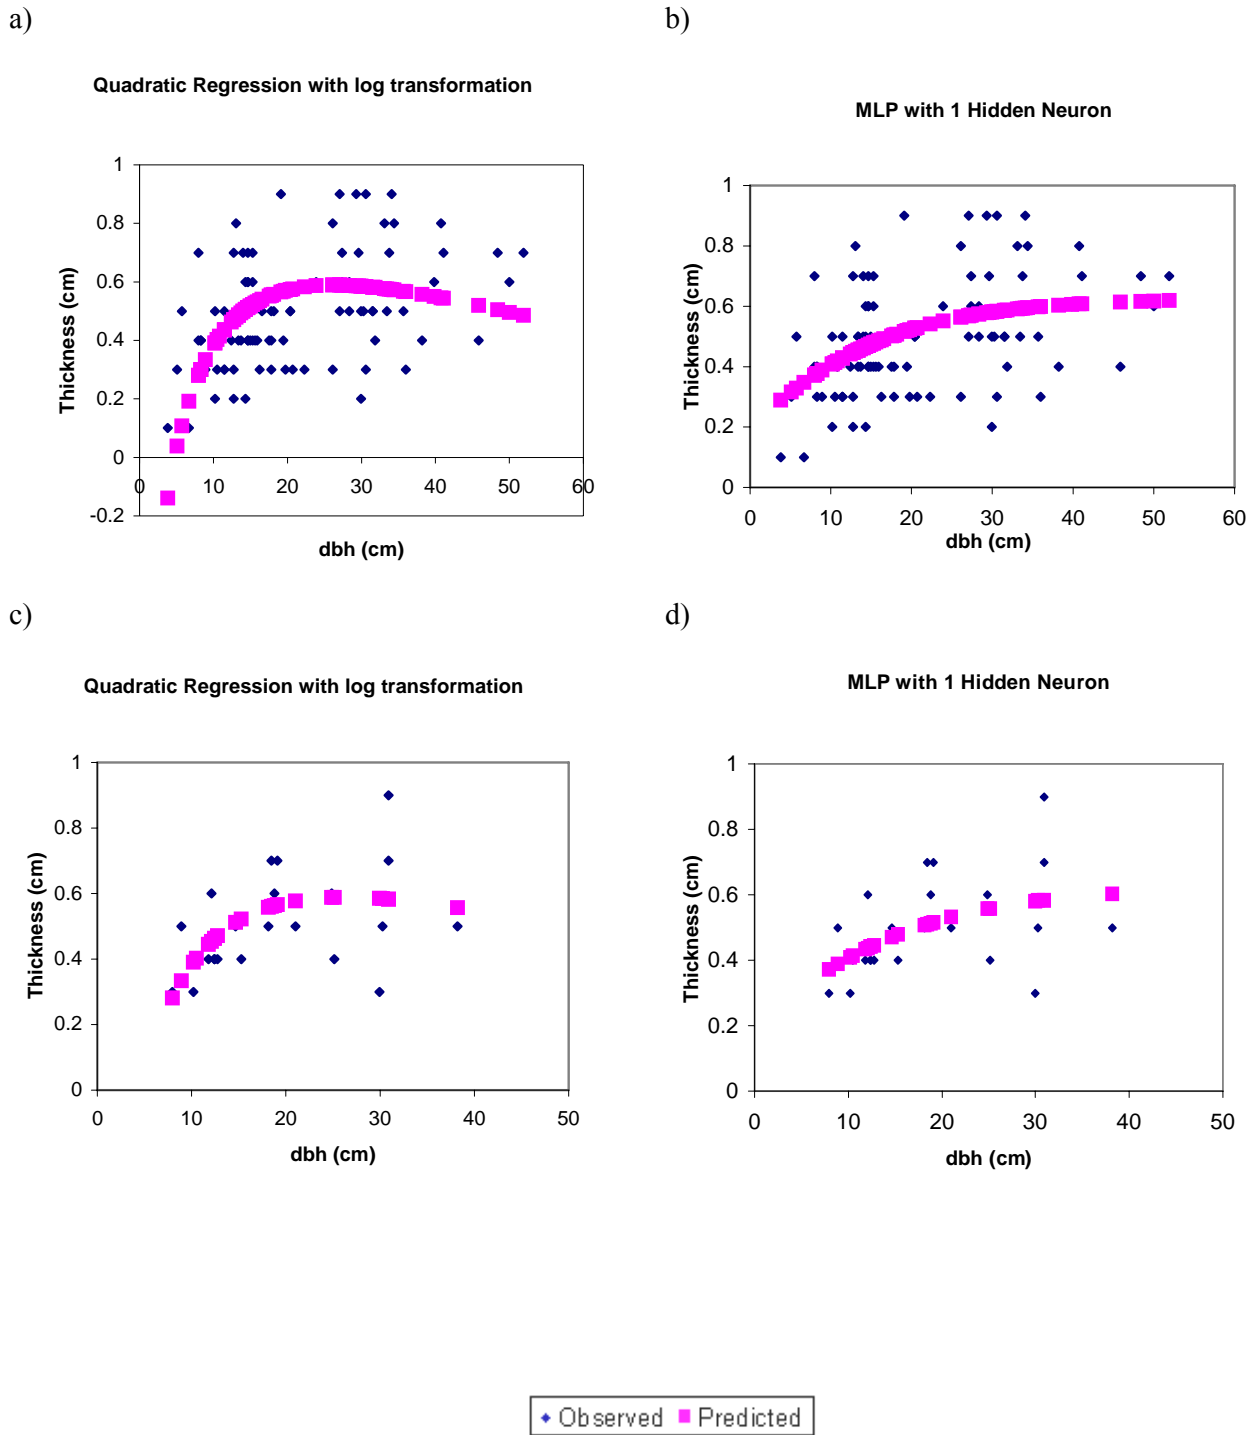 a)
b)
Quadratic Regression with log transformation
MLP with 1 Hidden Neuron
Thickness (cm)
1
0.8
0.6
0.4
0.2
0
-0.2
0 10 20 30 40 50 60
dbh (cm)
Thickness (cm)
1
0.8
0.6
0.4
0.2
0
0 10 20 30 40 50 60
dbh (cm)
c)
d)
Quadratic Regression with log transformation
MLP with 1 Hidden Neuron
Thickness (cm)
1
0.8
0.6
0.4
0.2
0
0 10 20 30 40 50
dbh (cm)
Thickness (cm)
1
0.8
0.6
0.4
0.2
0
0 10 20 30 40 50
dbh (cm)
Observed Predicted